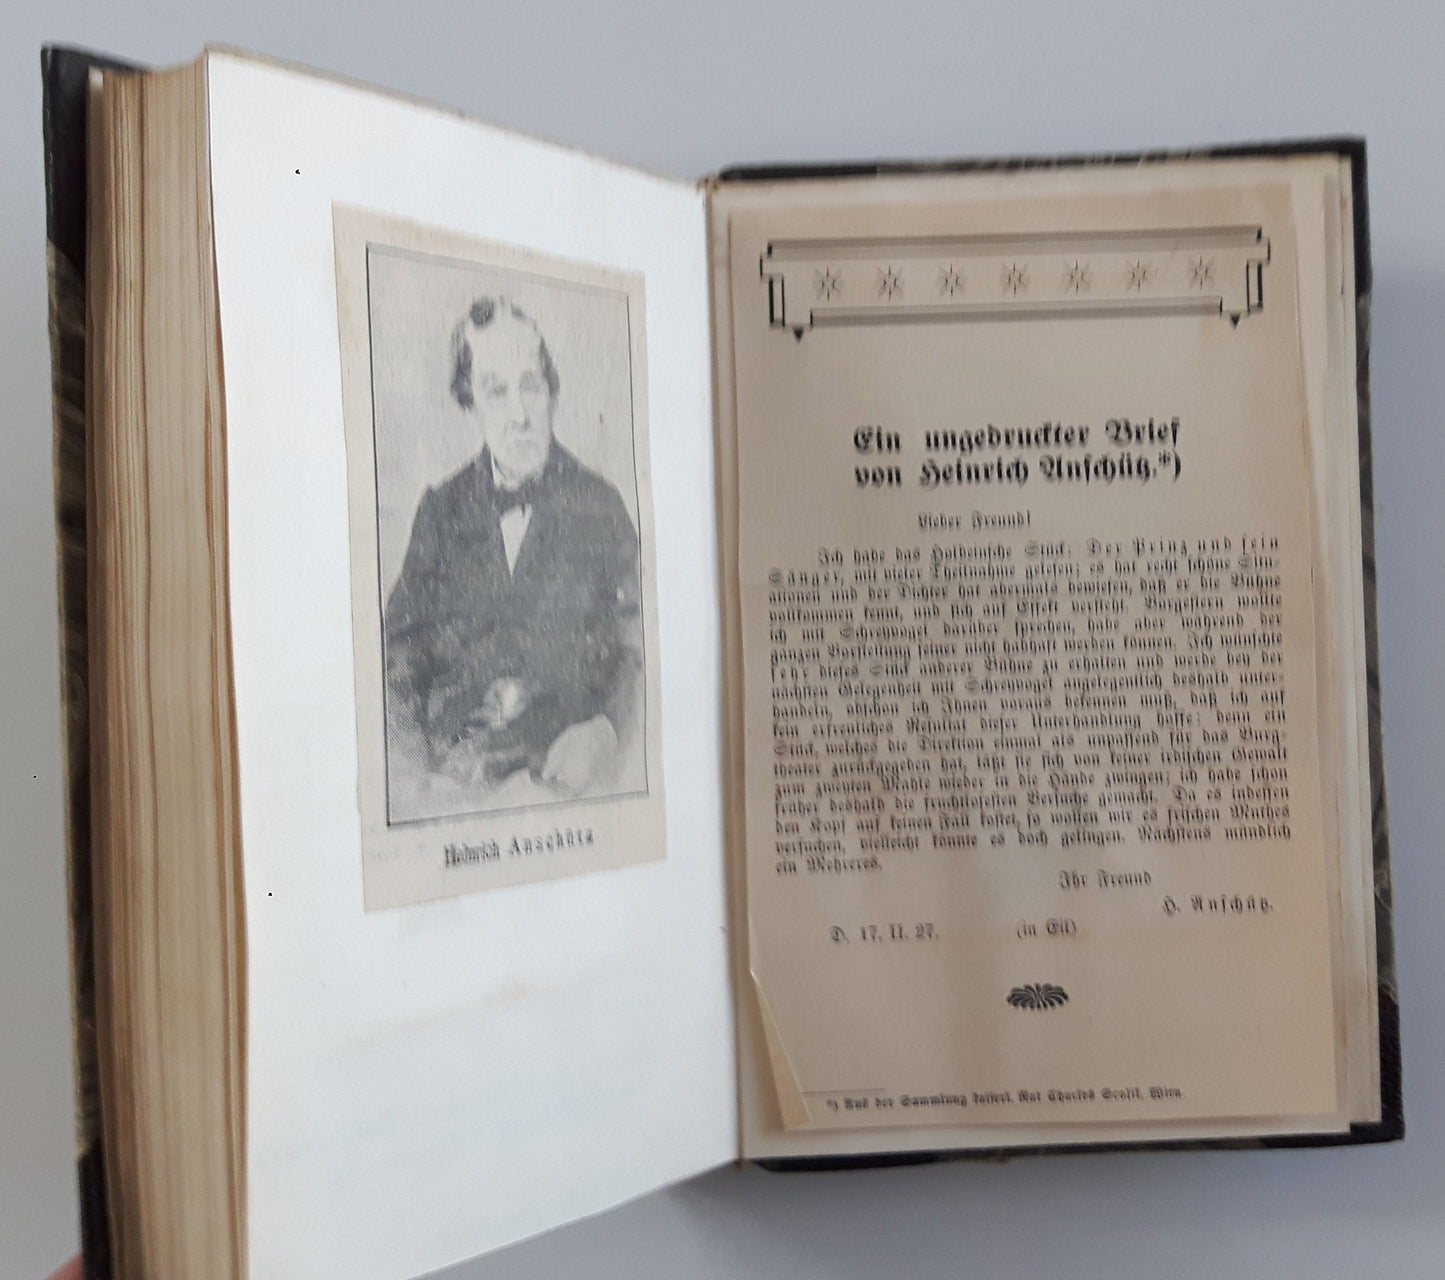 Heinrich Anschütz
Ein ungedruckter Brief
von Heinrich Anschütz.*)
Lieber Freund!
Ich habe das Holbeinsche Stück: Der Prinz und sein
Sänger, mit vieler Theilnahme gelesen; es hat recht schöne Situ-
ationen und der Dichter hat abermals bewiesen, daß er die Bühne
vollkommen kennt, und sich auf Effekt versteht. Vorgestern wollte
ich mit Schreyvogel darüber sprechen, habe aber während der
ganzen Vorstellung seiner nicht habhaft werden können. Ich wünschte
sehr dieses Stück anderer Bühne zu erhalten und werde bey der
nächsten Gelegenheit mit Schreyvogel angelegentlich deshalb unter-
handeln, obschon ich Ihnen voraus bekennen muß, daß ich auf
kein erfreuliches Resultat dieser Unterhandlung hoffe; denn ein
Stück, welches die Direktion einmal als unpassend für das Burg-
theater zurückgegeben hat, läßt sie sich von keiner irdischen Gewalt
zum zweyten Mahle wieder in die Hände zwingen; ich habe schon
früher deshalb die fruchtlosesten Versuche gemacht. Da es indessen
den Kopf auf keinen Fall kostet, so wollen wir es frischen Muthes
versuchen, vielleicht könnte es doch gelingen. Nächstens mündlich
ein Mehreres.
Ihr Freund
H. Anschütz.
D. 17. II. 27. (in Eil)
*) Aus der Sammlung kaiserl. Rat Charles Scolik, Wien.